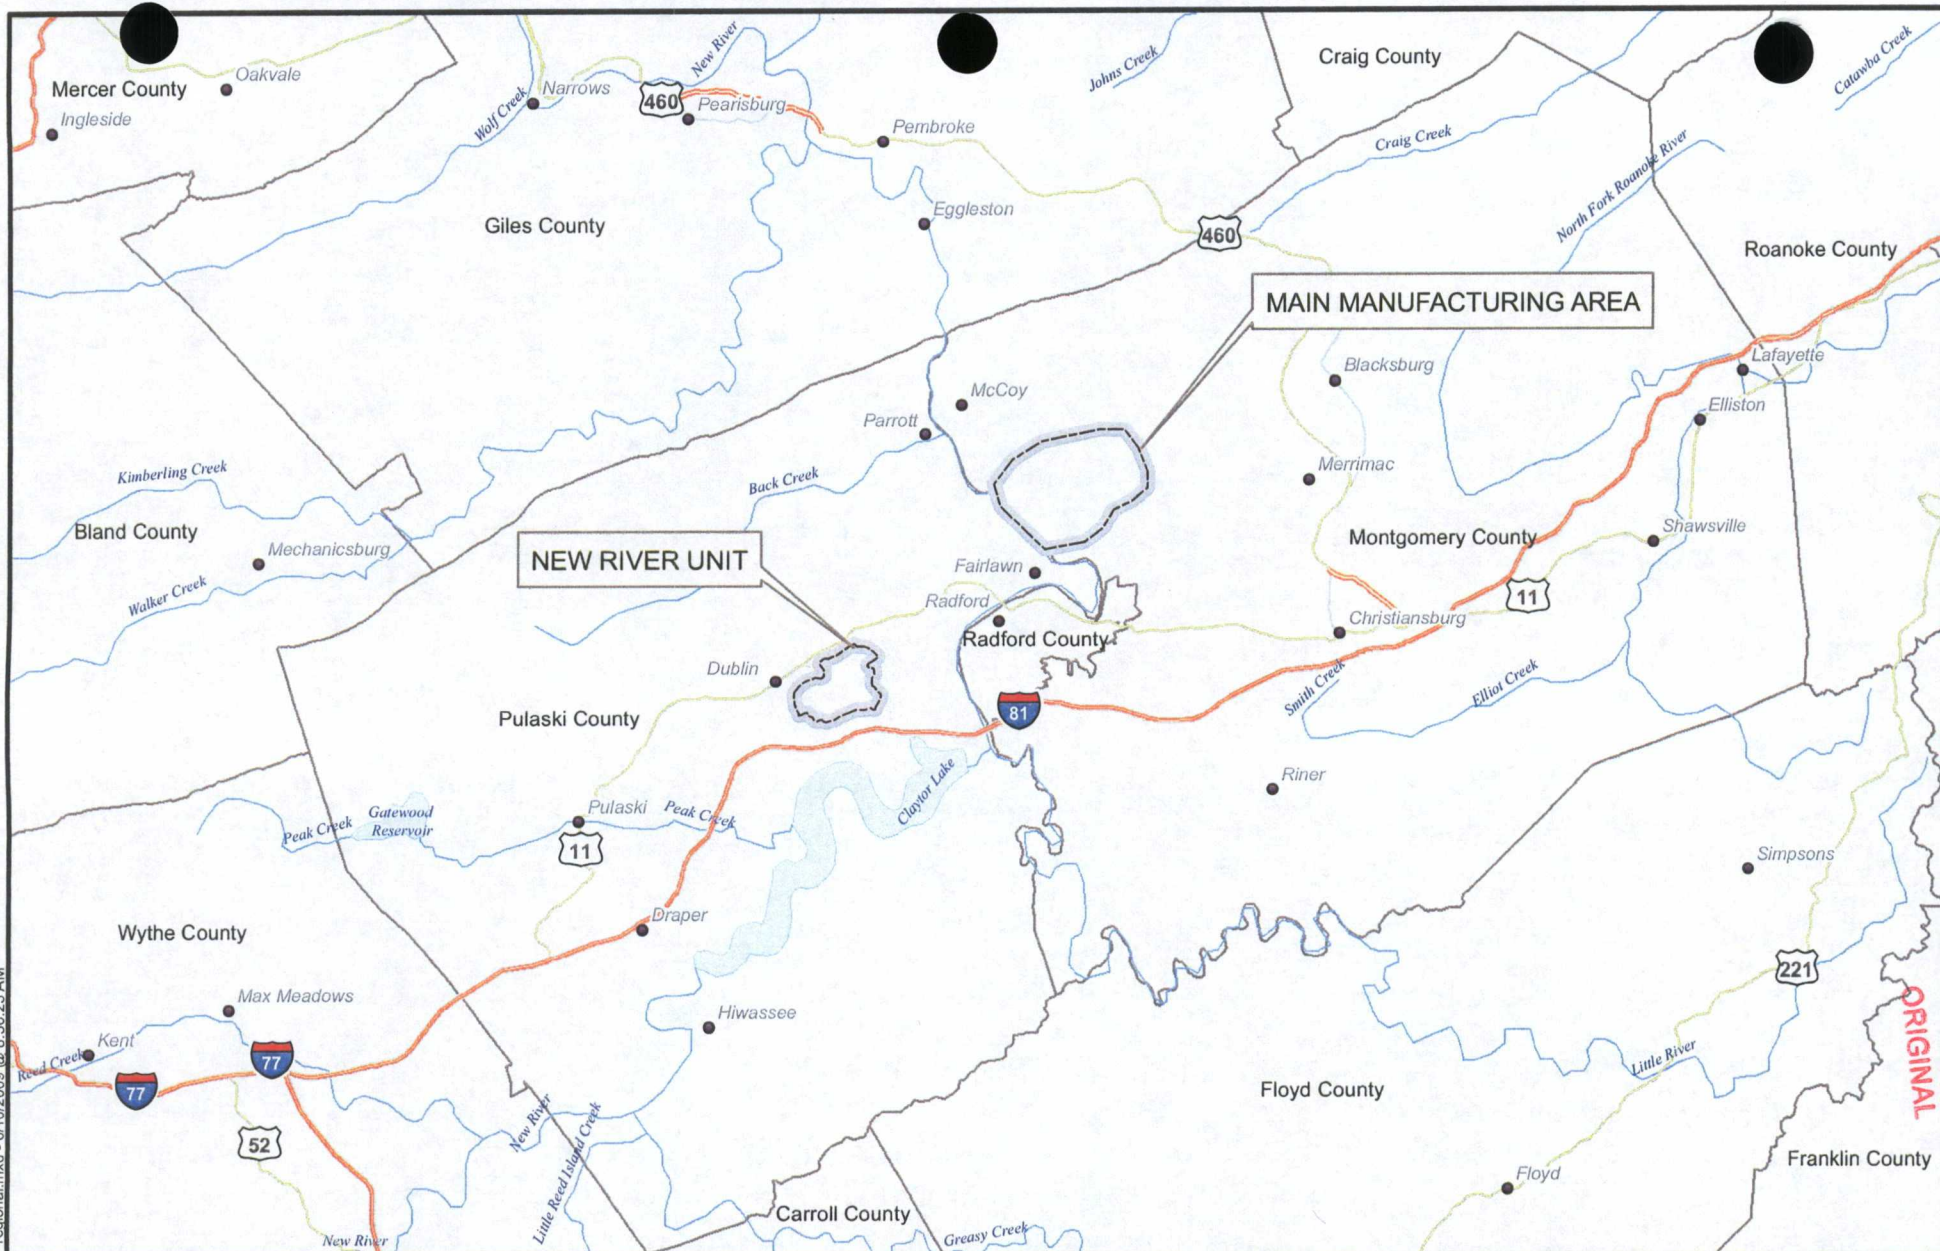 Mercer County
Oakvale
Ingleside
Wolf Creek
Narrows
460
New River
Pearisburg
Pembroke
Johns Creek
Craig County
Catawba Creek
Craig Creek
North Fork Roanoke River
Giles County
Eggleston
460
Roanoke County
MAIN MANUFACTURING AREA
Blacksburg
Lafayette
Elliston
McCoy
Parrott
Merrimac
Kimberling Creek
Back Creek
Bland County
Mechanicsburg
Walker Creek
NEW RIVER UNIT
Montgomery County
Shawsville
Fairlawn
Radford
11
Christiansburg
Radford County
Dublin
Smith Creek
Elliot Creek
Pulaski County
81
Riner
Claytor Lake
Peak Creek
Gatewood
Reservoir
Pulaski
Peak Creek
11
Simpsons
Draper
Wythe County
221
Max Meadows
Hiwassee
Kent
Reed Creek
77
77
ORIGINAL
Little River
Floyd County
52
New River
Little Reed Island Creek
Franklin County
Floyd
Carroll County
Greasy Creek
New River